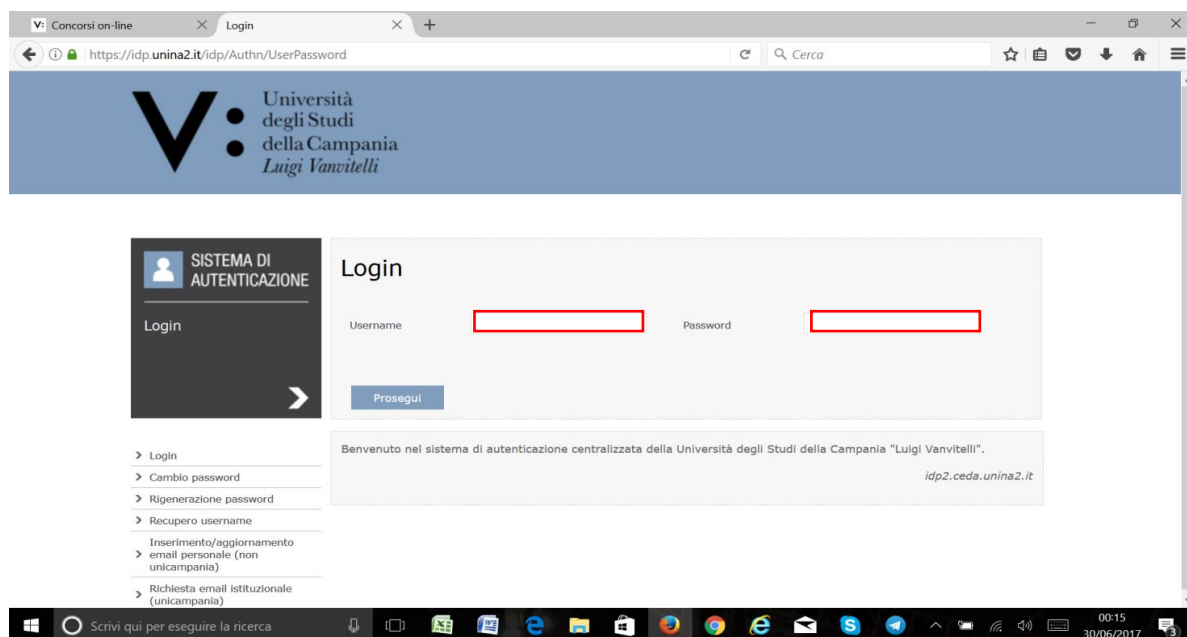 V: Concorsi on-line
Login
https://idp.unina2.it/idp/Authn/UserPassword
Cerca
V:
Università
degli Studi
della Campania
Luigi Vanvitelli
SISTEMA DI
AUTENTICAZIONE
Login
Login
Username
Password
Prosegui
Benvenuto nel sistema di autenticazione centralizzata della Università degli Studi della Campania "Luigi Vanvitelli".
idp2.ceda.unina2.it
Login
Cambio password
Rigenerazione password
Recupero username
Inserimento/aggiornamento
email personale (non
unicampania)
Richiesta email istituzionale
(unicampania)
Scrivi qui per eseguire la ricerca
00:15
30/06/2017
3